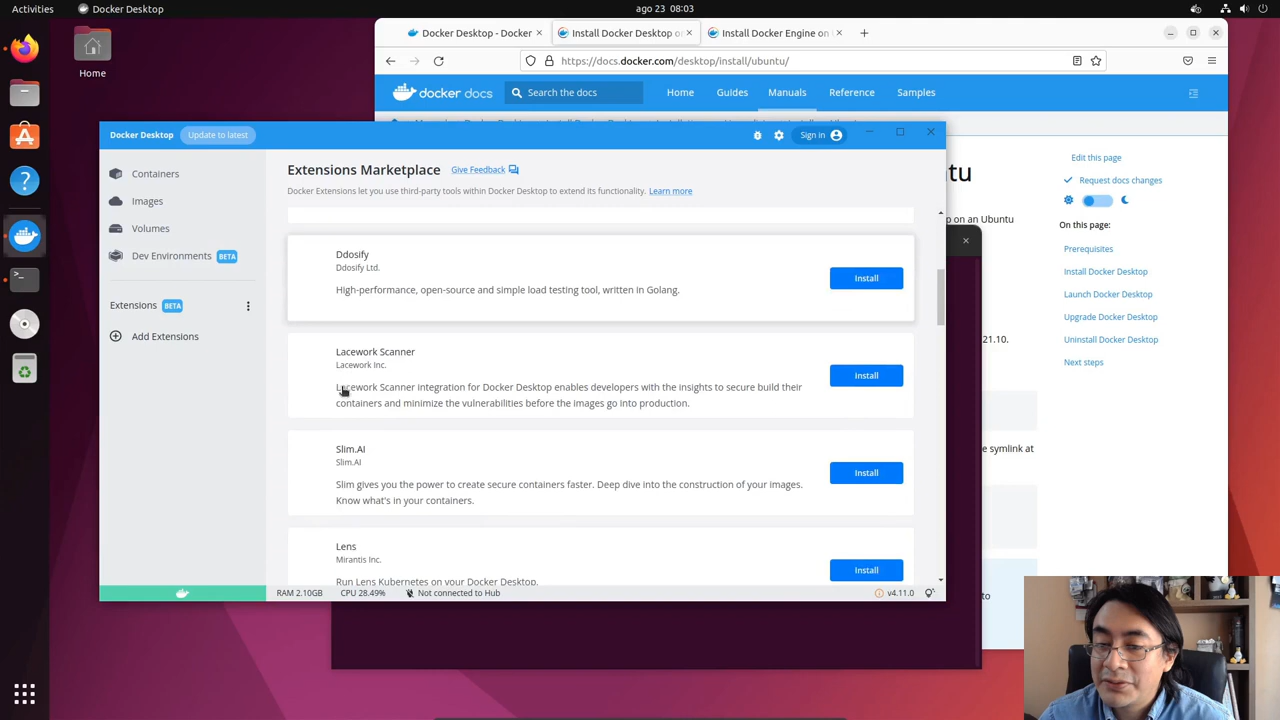 Activities
Docker Desktop
ago 23 08:03
Home
Docker Desktop - Docker
Install Docker Desktop o
Install Docker Engine on
https://docs.docker.com/desktop/install/ubuntu/
docker docs
Search the docs
Home
Guides
Manuals
Reference
Samples
Docker Desktop
Update to latest
Sign in
Containers
Images
Volumes
Dev Environments BETA
Extensions BETA
Add Extensions
Extensions Marketplace
Give Feedback
Docker Extensions let you use third-party tools within Docker Desktop to extend its functionality. Learn more
Ddosify
Ddosify Ltd.
High-performance, open-source and simple load testing tool, written in Golang.
Install
Lacework Scanner
Lacework Inc.
Lacework Scanner integration for Docker Desktop enables developers with the insights to secure build their
containers and minimize the vulnerabilities before the images go into production.
Install
Slim.AI
Slim.AI
Slim gives you the power to create secure containers faster. Deep dive into the construction of your images.
Know what's in your containers.
Install
Lens
Mirantis Inc.
Run Lens Kubernetes on your Docker Desktop.
Install
RAM 2.10GB
CPU 28.49%
Not connected to Hub
v4.11.0
ntu
op on an Ubuntu
21.10.
e symlink at
to
Edit this page
Request docs changes
On this page:
Prerequisites
Install Docker Desktop
Launch Docker Desktop
Upgrade Docker Desktop
Uninstall Docker Desktop
Next steps